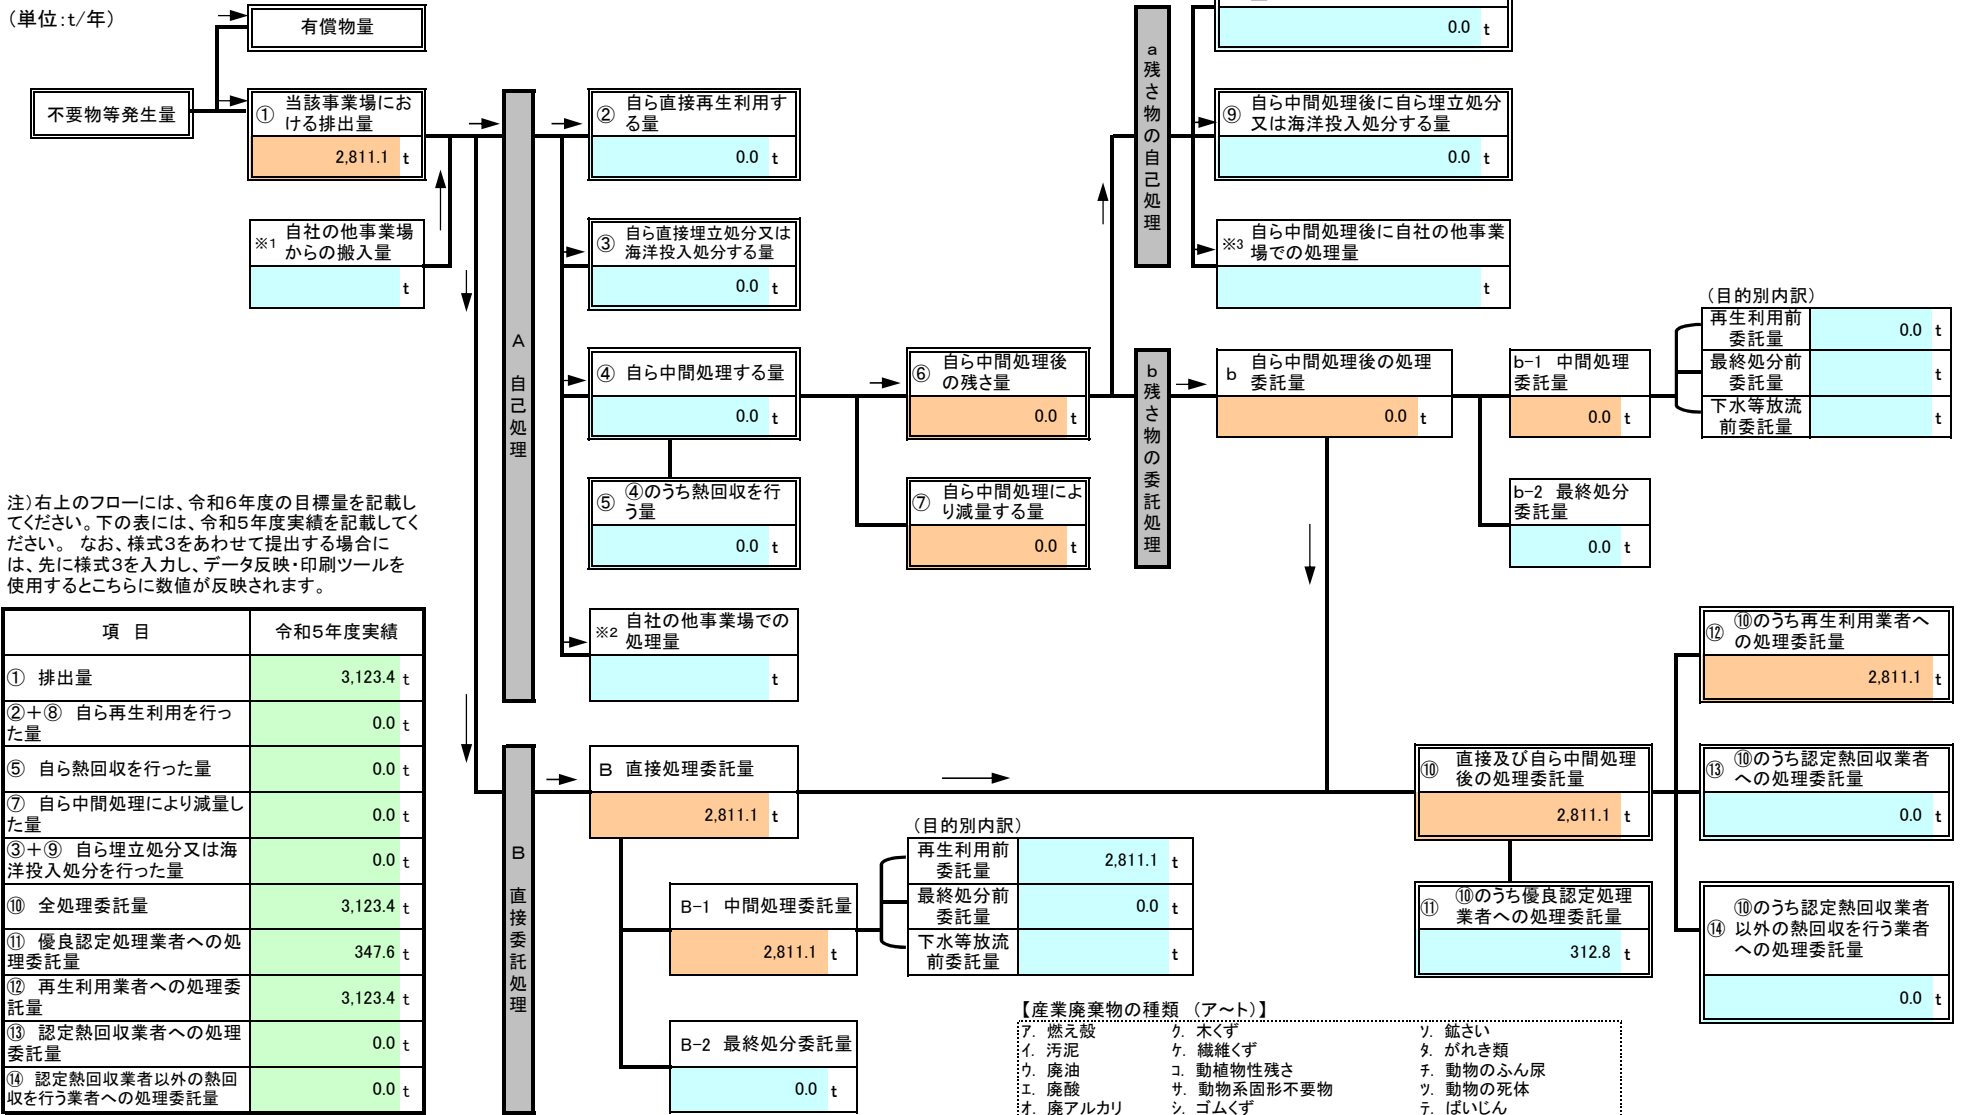 (単位:t/年)
有償物量
不要物等発生量
① 当該事業場にお
ける排出量
2,811.1 t
※1 自社の他事業場
からの搬入量
t
A 自己処理
② 自ら直接再生利用す
る量
0.0 t
③ 自ら直接埋立処分又は
海洋投入処分する量
0.0 t
④ 自ら中間処理する量
0.0 t
⑤ ④のうち熱回収を行
う量
0.0 t
※2 自社の他事業場での
処理量
t
⑥ 自ら中間処理後
の残さ量
0.0 t
⑦ 自ら中間処理によ
り減量する量
0.0 t
a 残さ物の自己処理
0.0 t
⑨ 自ら中間処理後に自ら埋立処分
又は海洋投入処分する量
0.0 t
※3 自ら中間処理後に自社の他事業
場での処理量
t
b 残さ物の委託処理
b 自ら中間処理後の処理
委託量
0.0 t
b-1 中間処理
委託量
0.0 t
b-2 最終処分
委託量
0.0 t
(目的別内訳)
再生利用前
委託量
0.0 t
最終処分前
委託量
t
下水等放流
前委託量
t
注)右上のフローには、令和6年度の目標量を記載し
てください。下の表には、令和5年度実績を記載してく
ださい。 なお、様式3をあわせて提出する場合に
は、先に様式3を入力し、データ反映・印刷ツールを
使用するとこちらに数値が反映されます。
項 目 令和5年度実績
① 排出量 3,123.4 t
②+⑧ 自ら再生利用を行っ
た量
0.0 t
⑤ 自ら熱回収を行った量 0.0 t
⑦ 自ら中間処理により減量し
た量
0.0 t
③+⑨ 自ら埋立処分又は海
洋投入処分を行った量
0.0 t
⑩ 全処理委託量 3,123.4 t
⑪ 優良認定処理業者への処
理委託量
347.6 t
⑫ 再生利用業者への処理委
託量
3,123.4 t
⑬ 認定熱回収業者への処理
委託量
0.0 t
⑭ 認定熱回収業者以外の熱回
収を行う業者への処理委託量
0.0 t
B 直接委託処理
B 直接処理委託量
2,811.1 t
B-1 中間処理委託量
2,811.1 t
B-2 最終処分委託量
0.0 t
(目的別内訳)
再生利用前
委託量
2,811.1 t
最終処分前
委託量
0.0 t
下水等放流
前委託量
t
⑩ 直接及び自ら中間処理
後の処理委託量
2,811.1 t
⑪ ⑩のうち優良認定処理
業者への処理委託量
312.8 t
⑫ ⑩のうち再生利用業者へ
の処理委託量
2,811.1 t
⑬ ⑩のうち認定熱回収業者
への処理委託量
0.0 t
⑭ ⑩のうち認定熱回収業者
以外の熱回収を行う業者
への処理委託量
0.0 t
【産業廃棄物の種類 (ア~ト)】
ア. 燃え殻 ク. 木くず ソ. 鉱さい
イ. 汚泥 ケ. 繊維くず タ. がれき類
ウ. 廃油 コ. 動植物性残さ チ. 動物のふん尿
エ. 廃酸 サ. 動物系固形不要物 ツ. 動物の死体
オ. 廃アルカリ シ. ゴムくず テ. ばいじん